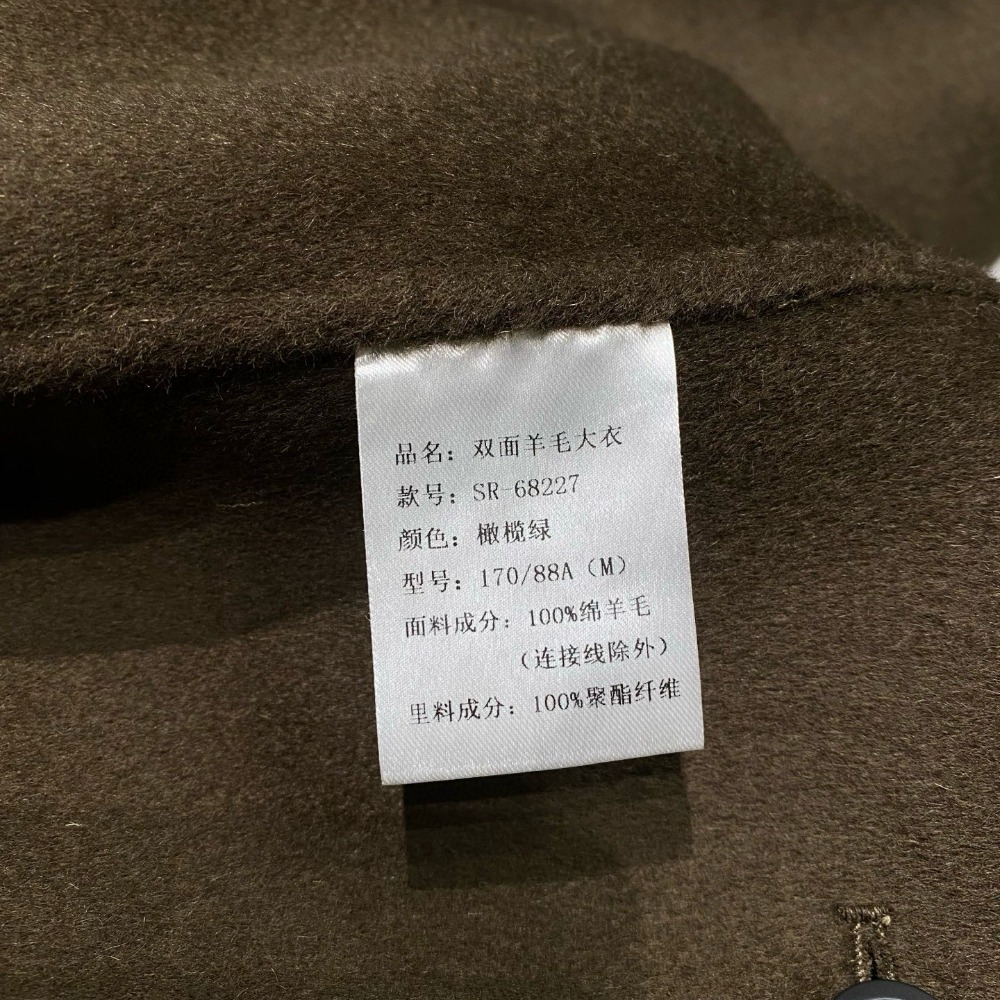 品名：双面羊毛大衣
款号：SR-68227
颜色：橄榄绿
型号：170/88A（M）
面料成分：100%绵羊毛
（连接线除外）
里料成分：100%聚酯纤维